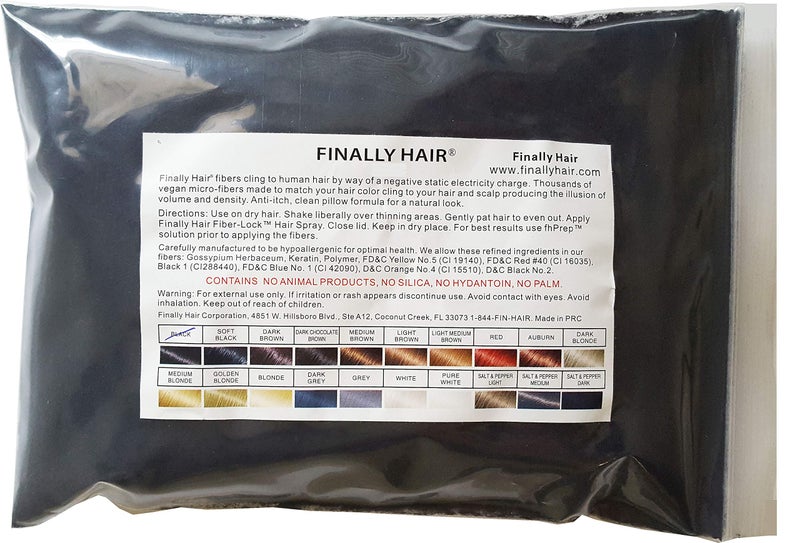 FINALLY HAIR®
Finally Hair
www.finallyhair.com
Finally Hair® fibers cling to human hair by way of a negative static electricity charge. Thousands of
vegan micro-fibers made to match your hair color cling to your hair and scalp producing the illusion of
volume and density. Anti-itch, clean pillow formula for a natural look.
Directions: Use on dry hair. Shake liberally over thinning areas. Gently pat hair to even out. Apply
Finally Hair Fiber-Lock™ Hair Spray. Close lid. Keep in dry place. For best results use fhPrep™
solution prior to applying the fibers.
Carefully manufactured to be hypoallergenic for optimal health. We allow these refined ingredients in our
fibers: Gossypium Herbaceum, Keratin, Polymer, FD&C Yellow No.5 (CI 19140), FD&C Red #40 (CI 16035),
Black 1 (CI288440), FD&C Blue No. 1 (CI 42090), D&C Orange No.4 (CI 15510), D&C Black No.2.
CONTAINS NO ANIMAL PRODUCTS, NO SILICA, NO HYDANTOIN, NO PALM.
Warning: For external use only. If irritation or rash appears discontinue use. Avoid contact with eyes. Avoid
inhalation. Keep out of reach of children.
Finally Hair Corporation, 4851 W. Hillsboro Blvd., Ste A12, Coconut Creek, FL 33073 1-844-FIN-HAIR. Made in PRC
BLACK
SOFT
BLACK
DARK
BROWN
DARK CHOCOLATE
BROWN
MEDIUM
BROWN
LIGHT
BROWN
LIGHT MEDIUM
BROWN
RED
AUBURN
DARK
BLONDE
MEDIUM
BLONDE
GOLDEN
BLONDE
BLONDE
DARK
GREY
GREY
WHITE
PURE
WHITE
SALT & PEPPER
LIGHT
SALT & PEPPER
MEDIUM
SALT & PEPPER
DARK